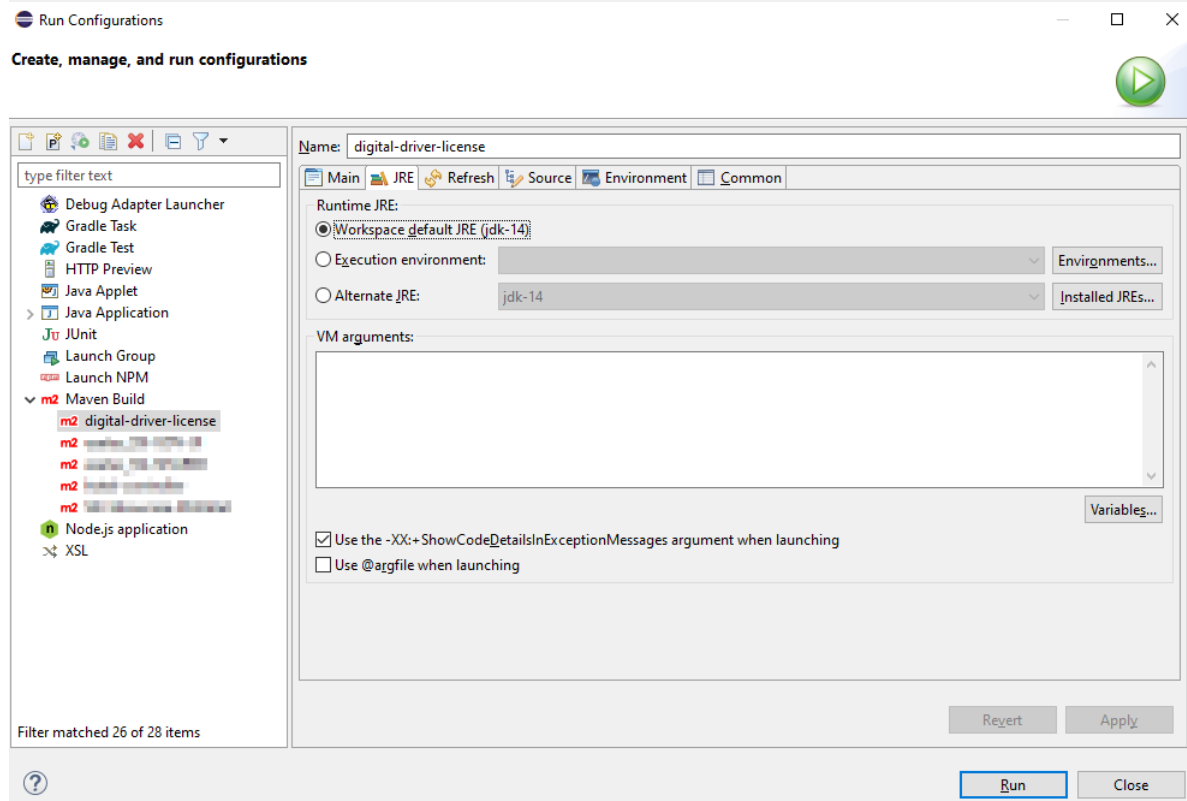 Run Configurations
Create, manage, and run configurations
Name: digital-driver-license
type filter text
Main JRE Refresh Source Environment Common
Debug Adapter Launcher
Gradle Task
Gradle Test
HTTP Preview
Java Applet
Java Application
JUnit
Launch Group
Launch NPM
m2 Maven Build
m2 digital-driver-license
m2
m2
m2
m2
Node.js application
XSL
Filter matched 26 of 28 items
Runtime JRE:
Workspace default JRE (jdk-14)
Execution environment: Environments...
Alternate JRE: jdk-14 Installed JREs...
VM arguments:
Variables...
Use the -XX:+ShowCodeDetailsInExceptionMessages argument when launching
Use @argfile when launching
Revert Apply
Run Close